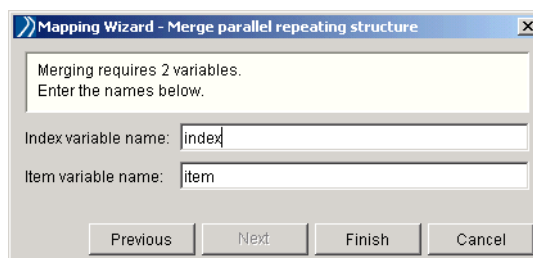 Mapping Wizard - Merge parallel repeating structure
Merging requires 2 variables.
Enter the names below.
Index variable name: index
Item variable name: item
Previous Next Finish Cancel